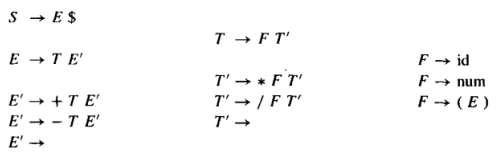 S → E $
E → T E′
E′ → + T E′
E′ → − T E′
E′ →
T → F T′
T′ → * F T′
T′ → / F T′
T′ →
F → id
F → num
F → ( E )